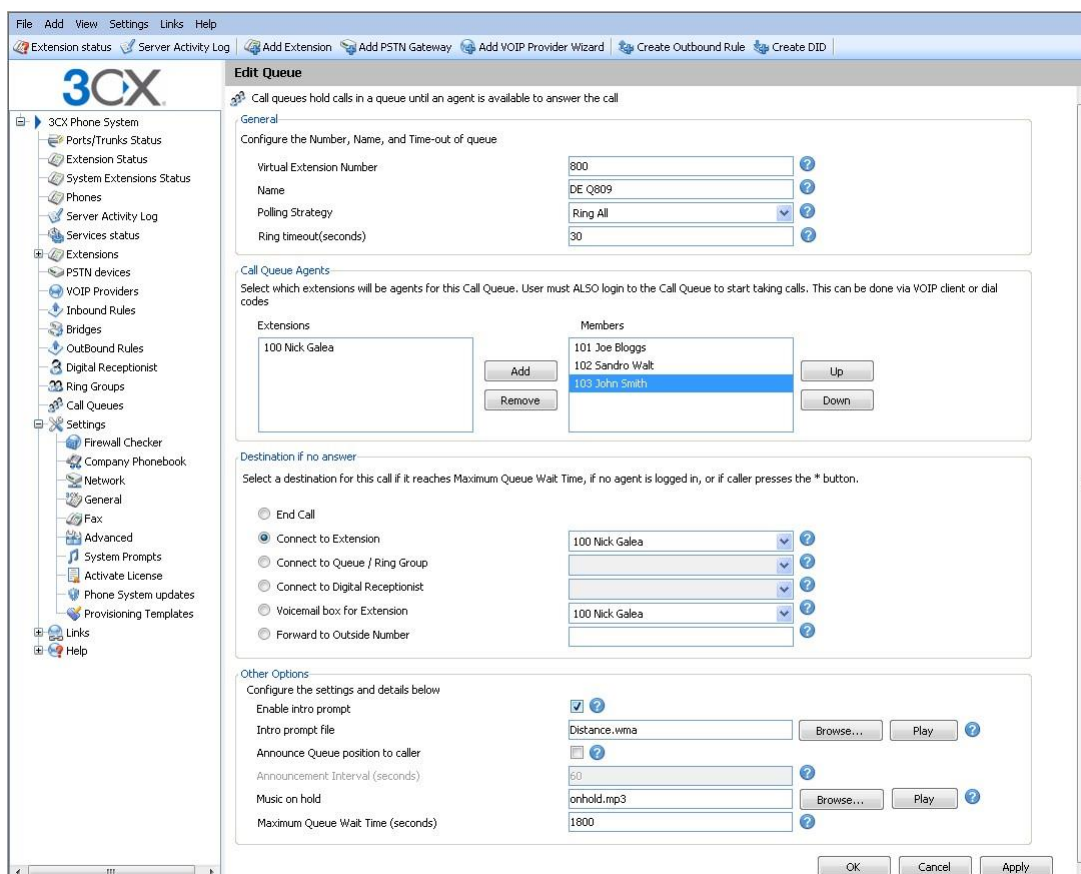 File Add View Settings Links Help
Extension status Server Activity Log Add Extension Add PSTN Gateway Add VOIP Provider Wizard Create Outbound Rule Create DID
3CX
3CX Phone System
Ports/Trunks Status
Extension Status
System Extensions Status
Phones
Server Activity Log
Services status
Extensions
PSTN devices
VOIP Providers
Inbound Rules
Bridges
OutBound Rules
Digital Receptionist
Ring Groups
Call Queues
Settings
Firewall Checker
Company Phonebook
Network
General
Fax
Advanced
System Prompts
Activate License
Phone System updates
Provisioning Templates
Links
Help
Edit Queue
Call queues hold calls in a queue until an agent is available to answer the call
General
Configure the Number, Name, and Time-out of queue
Virtual Extension Number 800
Name DE Q809
Polling Strategy Ring All
Ring timeout(seconds) 30
Call Queue Agents
Select which extensions will be agents for this Call Queue. User must ALSO login to the Call Queue to start taking calls. This can be done via VOIP client or dial
codes
Extensions Members
100 Nick Galea 101 Joe Bloggs
102 Sandro Walt
103 John Smith
Add Up
Remove Down
Destination if no answer
Select a destination for this call if it reaches Maximum Queue Wait Time, if no agent is logged in, or if caller presses the * button.
End Call
Connect to Extension 100 Nick Galea
Connect to Queue / Ring Group
Connect to Digital Receptionist
Voicemail box for Extension 100 Nick Galea
Forward to Outside Number
Other Options
Configure the settings and details below
Enable intro prompt
Intro prompt file Distance.wma Browse... Play
Announce Queue position to caller
Announcement Interval (seconds) 60
Music on hold onhold.mp3 Browse... Play
Maximum Queue Wait Time (seconds) 1800
OK Cancel Apply